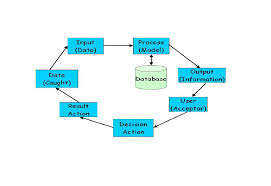 Input
(Data)
Process
(Model)
Output
(Information)
Database
Data
(Caught)
User
(Acceptor)
Result
Action
Decision
Action